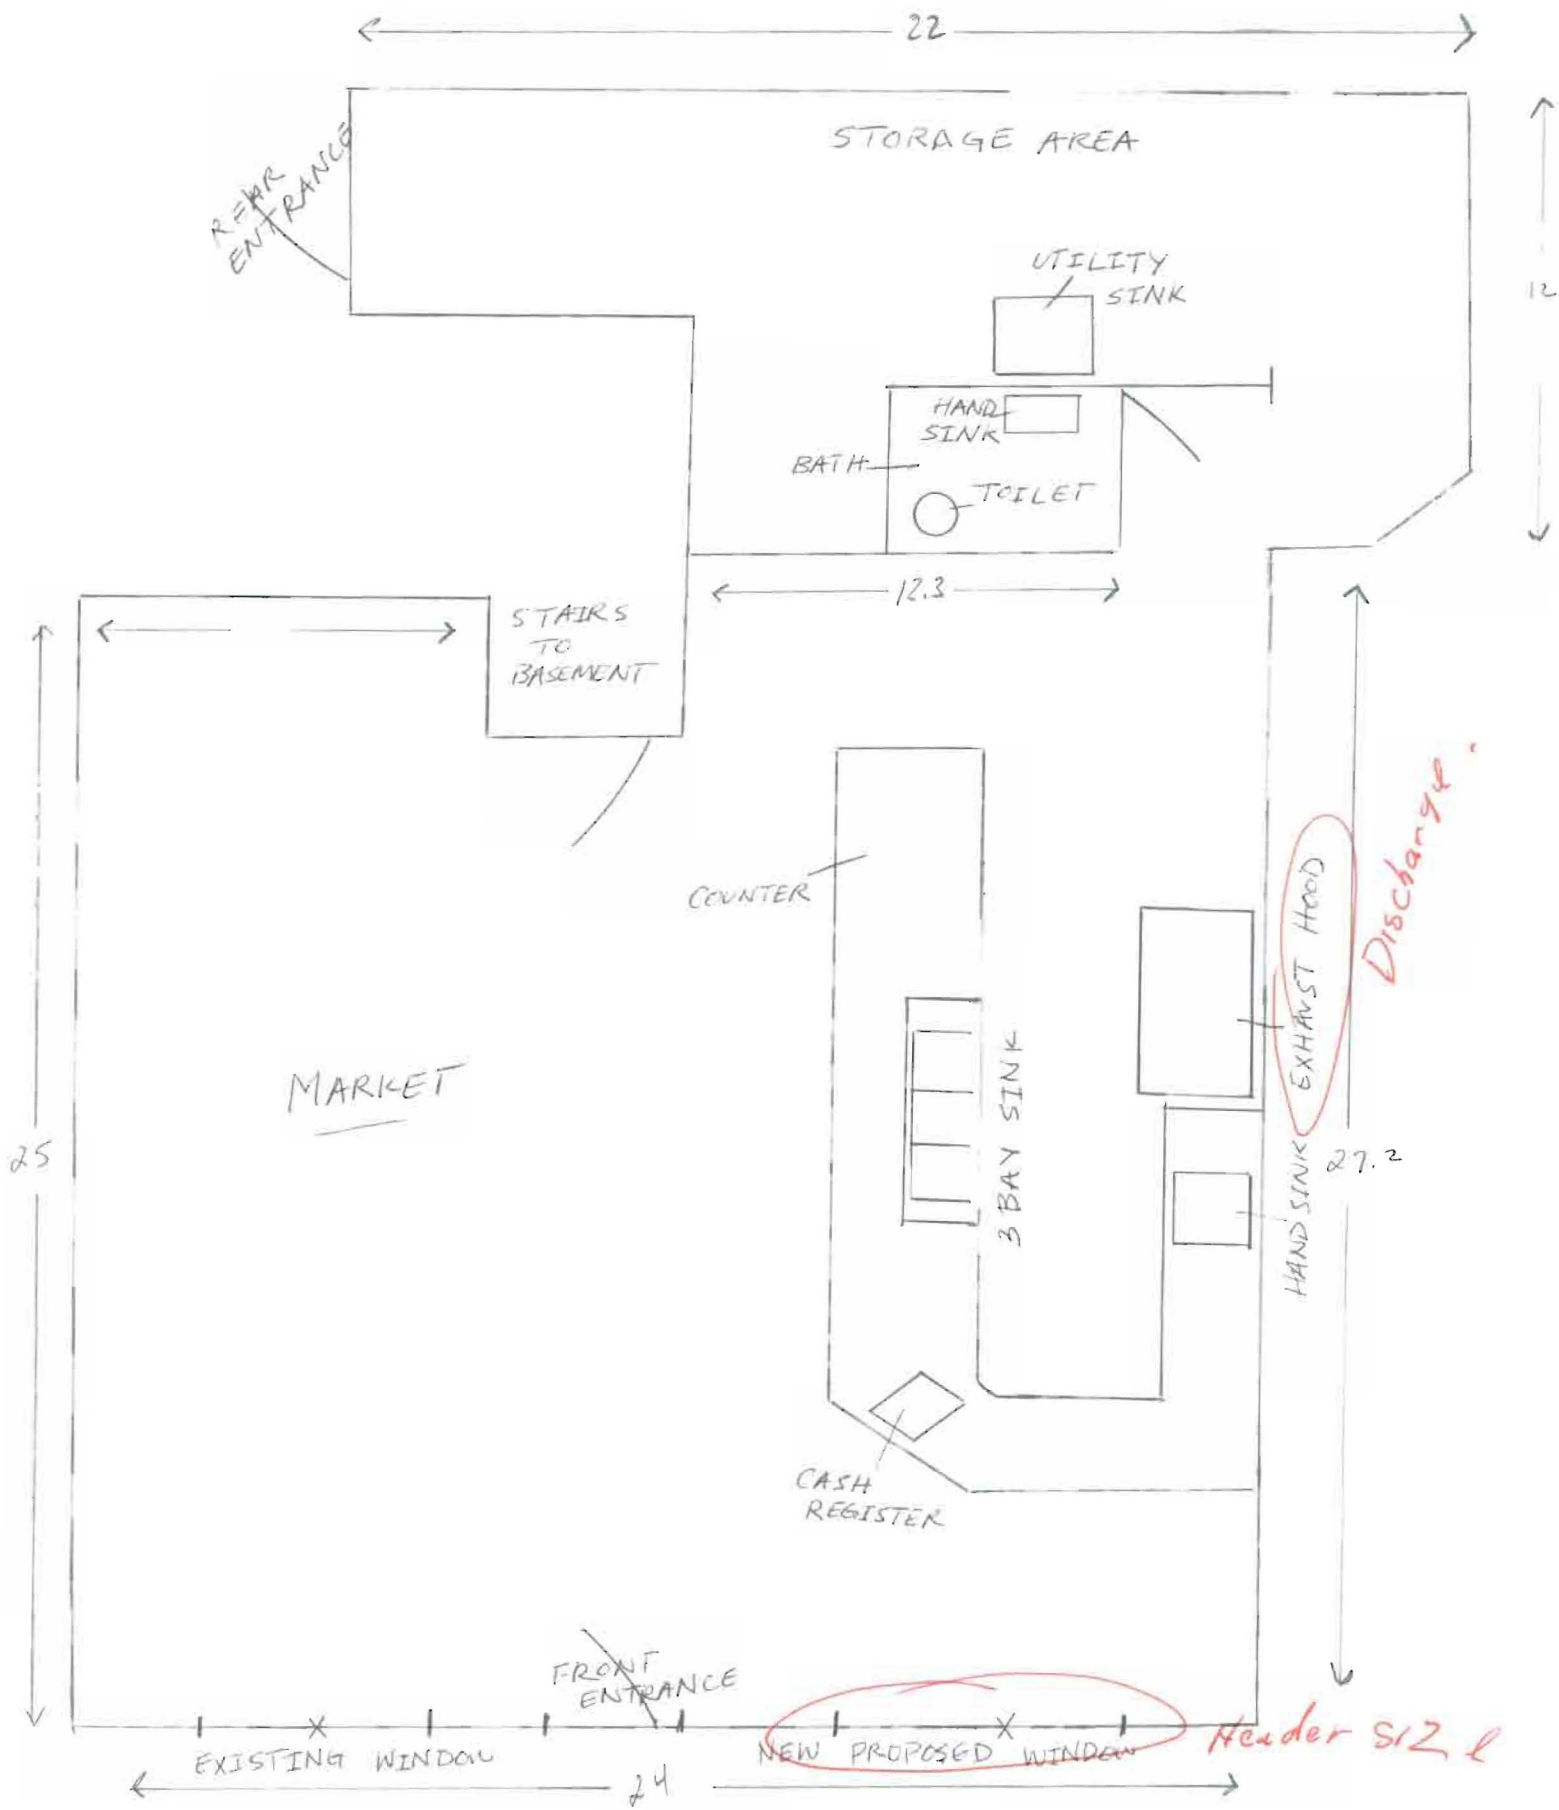 22
STORAGE AREA
REAR
ENTRANCE
UTILITY
SINK
12
HAND
SINK
BATH
TOILET
12.3
STAIRS
TO
BASEMENT
Discharge.
COUNTER
EXHAUST HOOD
MARKET
3 BAY SINK
25
27.2
HAND SINK
CASH
REGISTER
FRONT
ENTRANCE
Header size
EXISTING WINDOW
NEW PROPOSED WINDOW
24